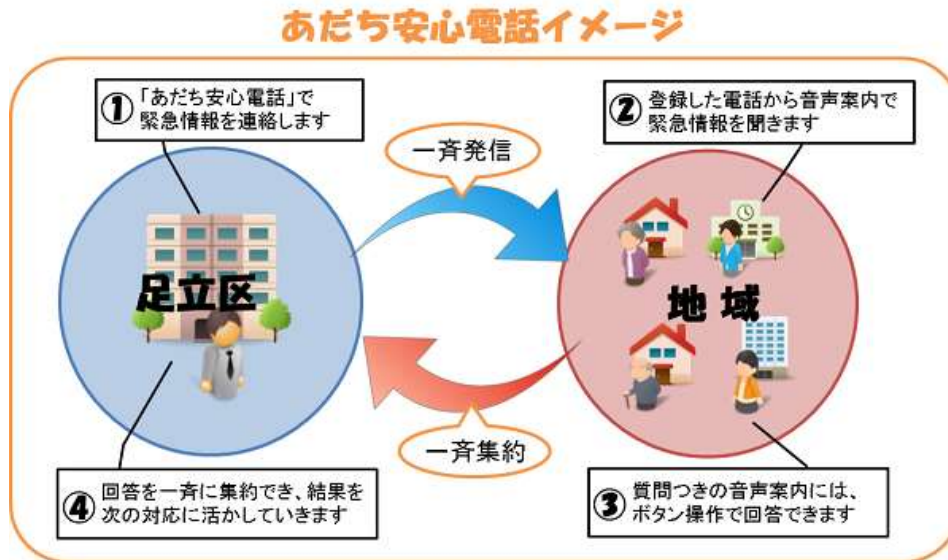 あだち安心電話イメージ
①「あだち安心電話」で
緊急情報を連絡します
一斉発信
②登録した電話から音声案内で
緊急情報を聞きます
足立区
地域
一斉集約
③質問つきの音声案内には、
ボタン操作で回答できます
④回答を一斉に集約でき、結果を
次の対応に活かしていきます